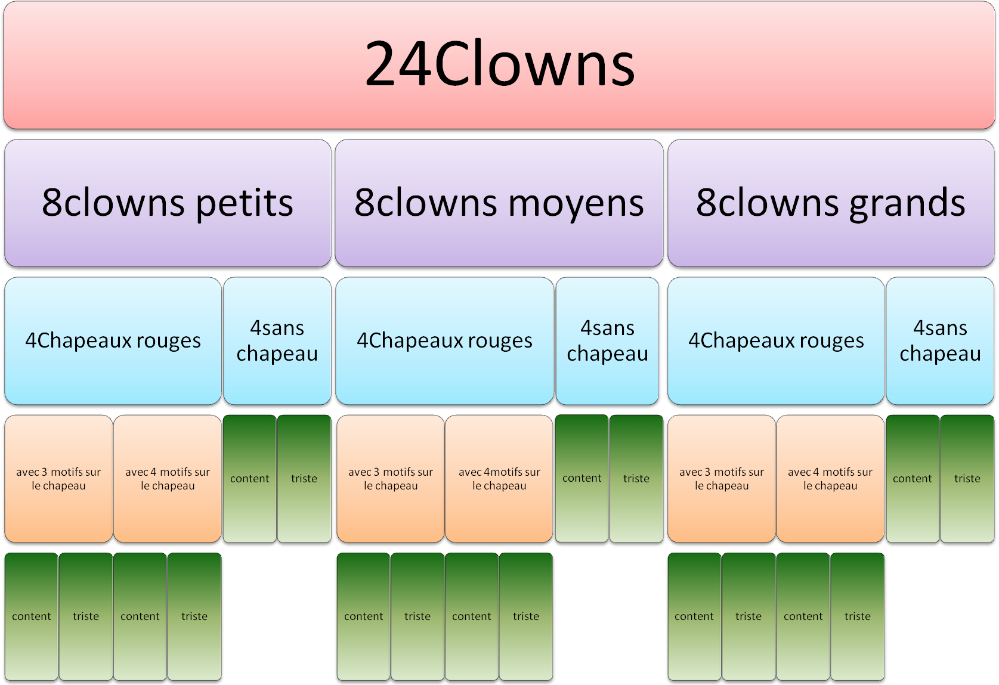 24Clowns
8clowns petits
8clowns moyens
8clowns grands
4Chapeaux rouges
4sans
chapeau
4Chapeaux rouges
4sans
chapeau
4Chapeaux rouges
4sans
chapeau
avec 3 motifs sur
le chapeau
avec 4 motifs sur
le chapeau
content
triste
avec 3 motifs sur
le chapeau
avec 4motifs sur
le chapeau
content
triste
avec 3 motifs sur
le chapeau
avec 4 motifs sur
le chapeau
content
triste
content
triste
content
triste
content
triste
content
triste
content
triste
content
triste